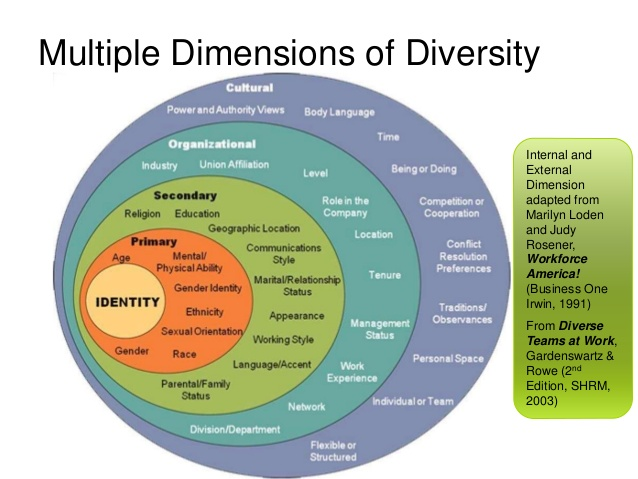 Multiple Dimensions of Diversity
Cultural
Power and Authority Views
Body Language
Time
Being or Doing
Competition or
Cooperation
Conflict
Resolution
Preferences
Traditions/
Observances
Personal Space
Individual or Team
Flexible or
Structured
Organizational
Industry
Union Affiliation
Level
Role in the
Company
Location
Tenure
Management
Status
Work
Experience
Network
Division/Department
Secondary
Religion
Education
Geographic Location
Communications
Style
Marital/Relationship
Status
Appearance
Working Style
Language/Accent
Parental/Family
Status
Primary
Age
Mental/
Physical Ability
Gender Identity
Ethnicity
Sexual Orientation
Race
Gender
IDENTITY
Internal and
External
Dimension
adapted from
Marilyn Loden
and Judy
Rosener,
Workforce
America!
(Business One
Irwin, 1991)
From Diverse
Teams at Work,
Gardenswartz &
Rowe (2nd
Edition, SHRM,
2003)